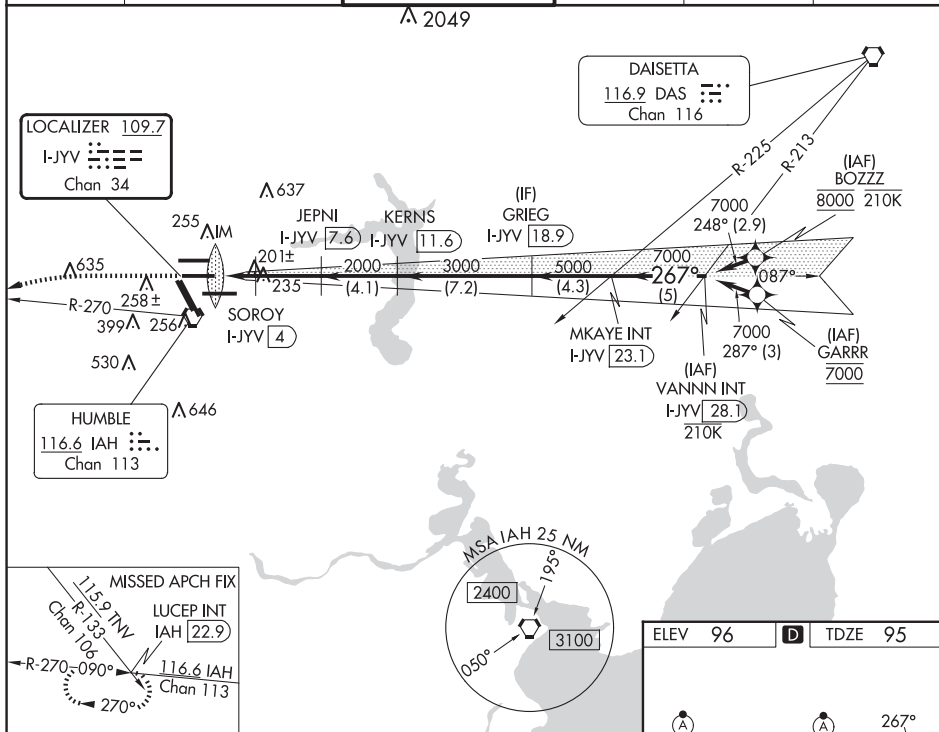 2049
DAISETTA
116.9 DAS
Chan 116
LOCALIZER 109.7
I-JYV
Chan 34
R-225
R-213
(IAF)
BOZZZ
8000 210K
7000
248° (2.9)
637
255
IM
JEPNI
I-JYV 7.6
KERNS
I-JYV 11.6
(IF)
GRIEG
I-JYV 18.9
635
201±
235
2000
(4.1)
3000
(7.2)
5000
(4.3)
7000
267°
(5)
087°
R-270
258±
399
256
530
SOROY
I-JYV 4
MKAYE INT
I-JYV 23.1
7000
287° (3)
(IAF)
GARRR
7000
(IAF)
VANNN INT
I-JYV 28.1
210K
646
HUMBLE
116.6 IAH
Chan 113
MISSED APCH FIX
115.9 TNV
R-133
Chan 106
LUCEP INT
IAH 22.9
R-270
090°
116.6 IAH
Chan 113
270°
MSA IAH 25 NM
195°
2400
3100
050°
ELEV 96
D
TDZE 95
A
A
267°